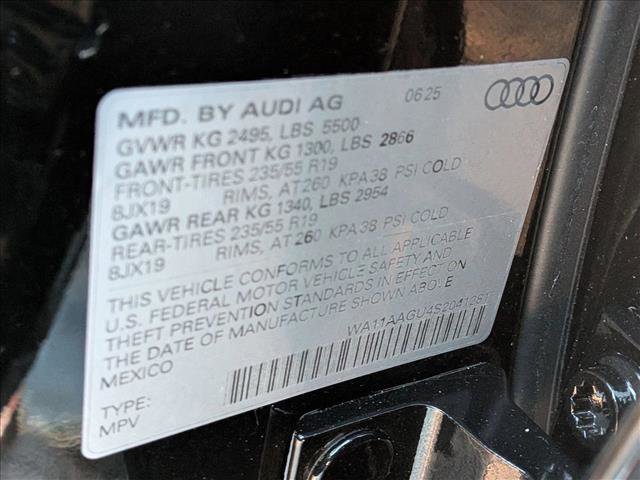 MFD. BY AUDI AG 06 25
GVWR KG 2495, LBS 5500
GAWR FRONT KG 1300, LBS 2866
FRONT-TIRES 235/55 R19
8JX19 RIMS, AT 260 KPA 38 PSI COLD
GAWR REAR KG 1340, LBS 2954
REAR-TIRES 235/55 R19
8JX19 RIMS, AT 260 KPA 38 PSI COLD
THIS VEHICLE CONFORMS TO ALL APPLICABLE
U.S. FEDERAL MOTOR VEHICLE SAFETY AND
THEFT PREVENTION STANDARDS IN EFFECT ON
THE DATE OF MANUFACTURE SHOWN ABOVE
MEXICO
WA11AAGU4S2041281
TYPE:
MPV